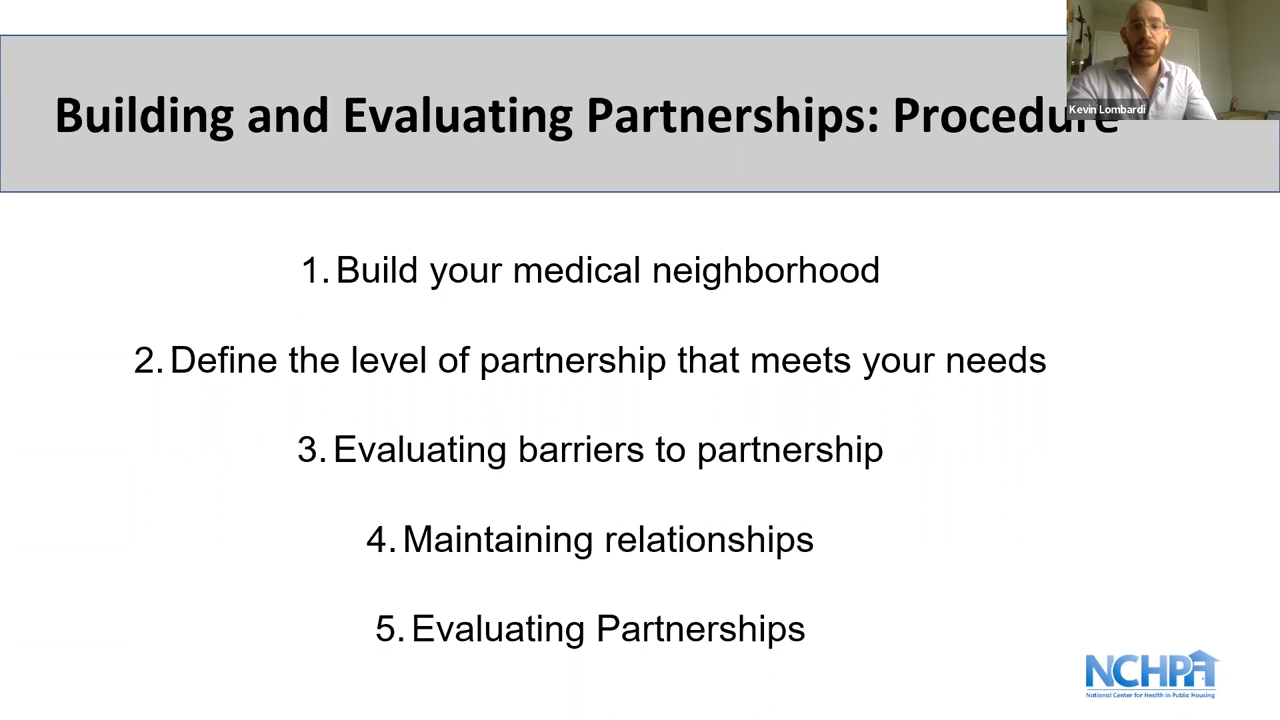 Building and Evaluating Partnerships: Procedure
Kevin Lombardi
1. Build your medical neighborhood
2. Define the level of partnership that meets your needs
3. Evaluating barriers to partnership
4. Maintaining relationships
5. Evaluating Partnerships
NCHPH
National Center for Health in Public Housing